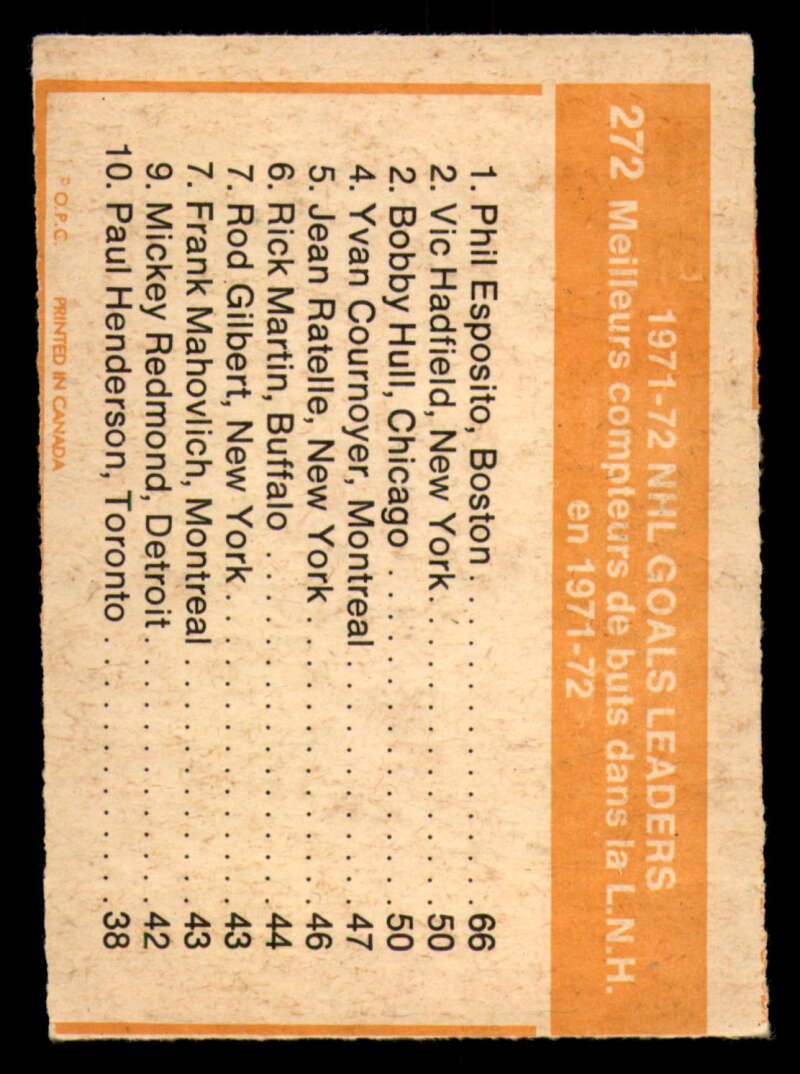 272 1971-72 NHL GOALS LEADERS
Meilleurs compteurs de buts dans la L.N.H.
en 1971-72
1. Phil Esposito, Boston . . . . . . . . . . . . . . . . . 66
2. Vic Hadfield, New York . . . . . . . . . . . . . . . . 50
2. Bobby Hull, Chicago . . . . . . . . . . . . . . . . . 50
4. Yvan Cournoyer, Montreal . . . . . . . . . . . . 47
5. Jean Ratelle, New York . . . . . . . . . . . . . . . 46
6. Rick Martin, Buffalo . . . . . . . . . . . . . . . . . . 44
7. Rod Gilbert, New York . . . . . . . . . . . . . . . . 43
7. Frank Mahovlich, Montreal . . . . . . . . . . . . 43
9. Mickey Redmond, Detroit . . . . . . . . . . . . . 42
10. Paul Henderson, Toronto . . . . . . . . . . . . . 38
O.P.C. PRINTED IN CANADA